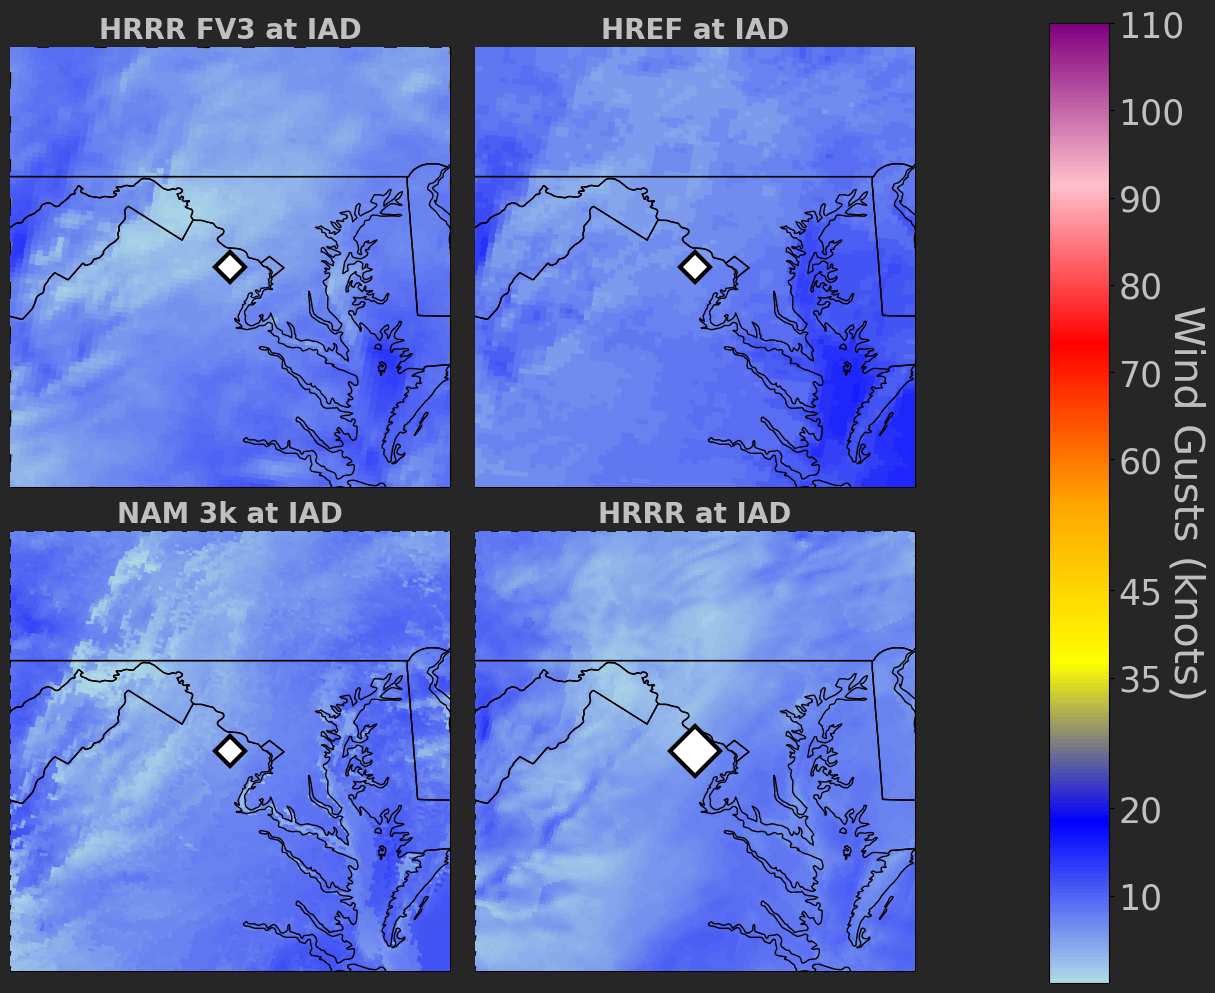 HRRR FV3 at IAD
HREF at IAD
NAM 3k at IAD
HRRR at IAD
110
100
90
80
70
60
45
35
20
10
Wind Gusts (knots)